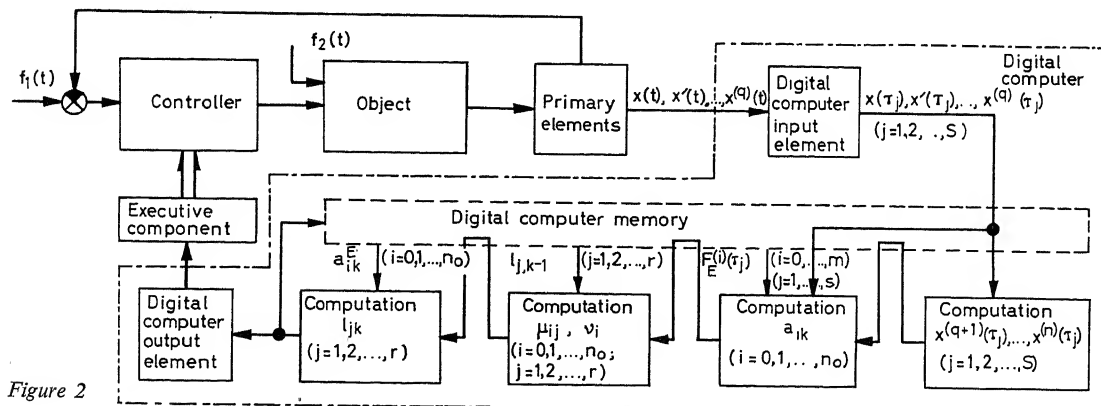 f₁(t)
Controller
f₂(t)
Object
Primary
elements
x(t), x′(t),...,x⁽q⁾(t)
Digital
computer
input
element
Digital
computer
x(τⱼ), x′(τⱼ),.., x⁽q⁾(τⱼ)
(j=1,2, .,S)
Executive
component
Digital computer memory
a^E_ik
(i=0,1,...,n₀)
l_j,k-1
(j=1,2,...,r)
F_E^(i)(τⱼ)
(i=0, ...,m)
(j=1, ...,s)
Digital
computer
output
element
Computation
l_jk
(j=1,2,...,r)
Computation
μ_ij , ν_i
(i=0,1,...,n₀;
j=1,2,...,r)
Computation
a_ik
(i=0,1,..,n₀)
Computation
x^(q+1)(τⱼ),...,x^(n)(τⱼ)
(j=1,2,...,S)
Figure 2